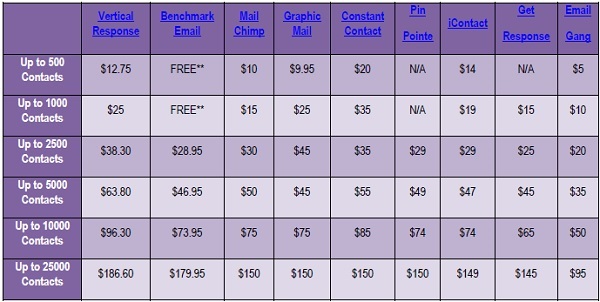 Vertical Response Benchmark Email Mail Chimp Graphic Mail Constant Contact Pin Pointe iContact Get Response Email Gang
Up to 500 Contacts $12.75 FREE** $10 $9.95 $20 N/A $14 N/A $5
Up to 1000 Contacts $25 FREE** $15 $25 $35 N/A $19 $15 $10
Up to 2500 Contacts $38.30 $28.95 $30 $45 $35 $29 $29 $25 $20
Up to 5000 Contacts $63.80 $46.95 $50 $45 $55 $49 $47 $45 $35
Up to 10000 Contacts $96.30 $73.95 $75 $75 $85 $74 $74 $65 $50
Up to 25000 Contacts $186.60 $179.95 $150 $150 $150 $150 $149 $145 $95